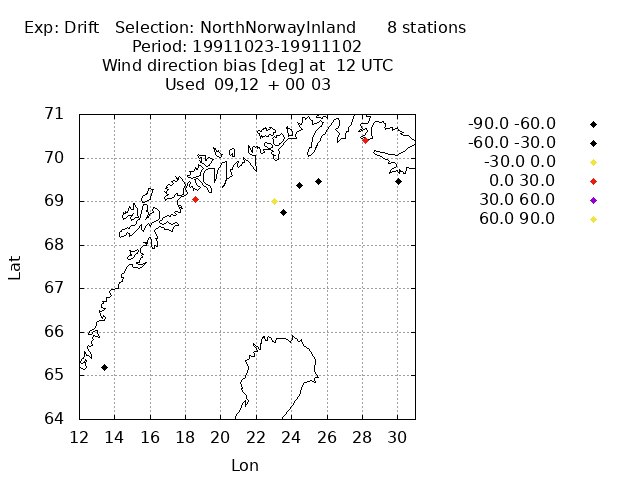 Exp: Drift   Selection: NorthNorwayInland      8 stations
Period: 19911023-19911102
Wind direction bias [deg] at  12 UTC
Used  09,12  + 00 03
71
70
69
68
67
66
65
64
Lat
12 14 16 18 20 22 24 26 28 30
Lon
-90.0 -60.0
-60.0 -30.0
-30.0 0.0
0.0 30.0
30.0 60.0
60.0 90.0